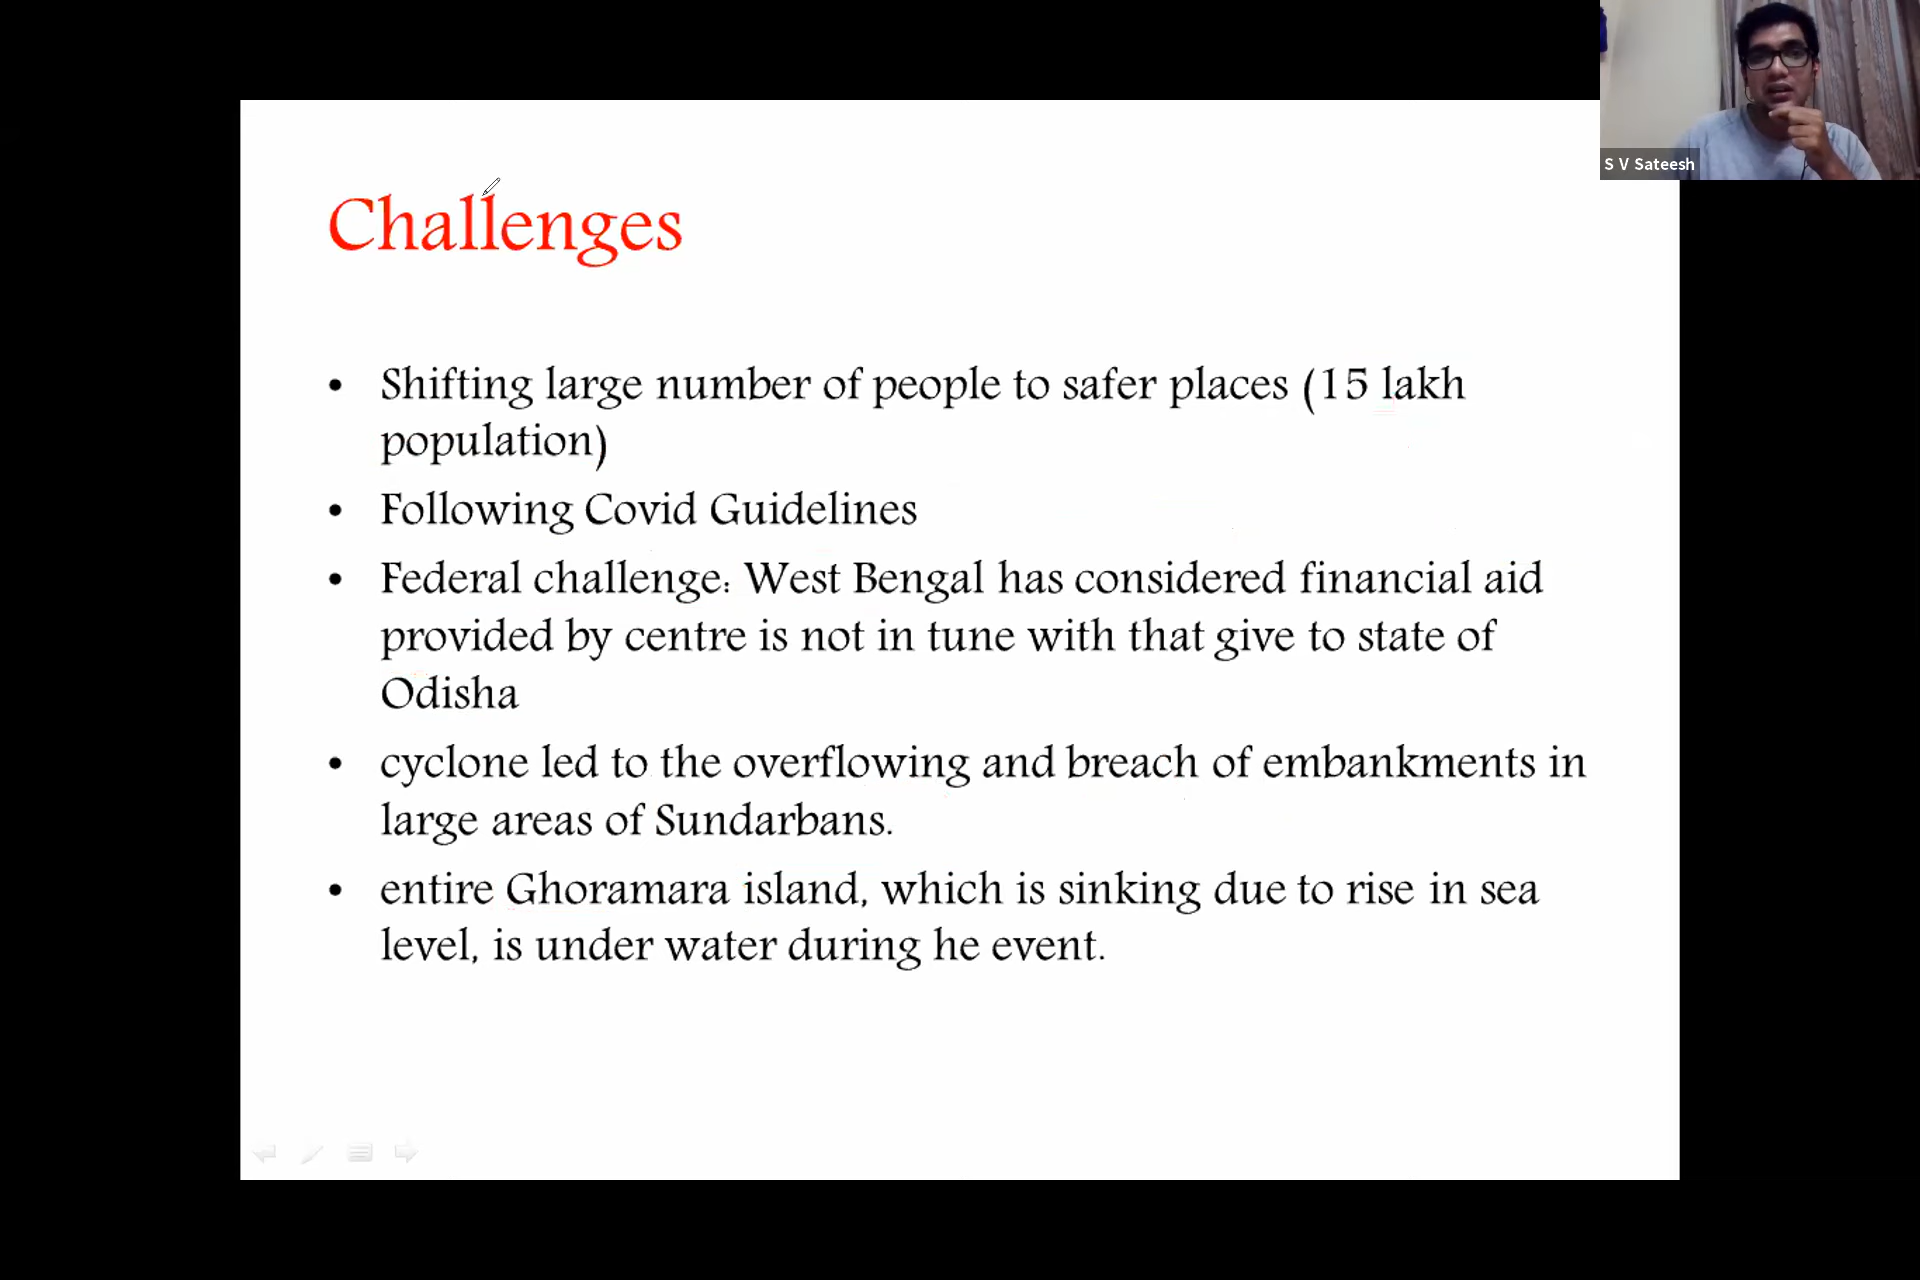 S V Sateesh
Challenges
• Shifting large number of people to safer places (15 lakh
population)
• Following Covid Guidelines
• Federal challenge: West Bengal has considered financial aid
provided by centre is not in tune with that give to state of
Odisha
• cyclone led to the overflowing and breach of embankments in
large areas of Sundarbans.
• entire Ghoramara island, which is sinking due to rise in sea
level, is under water during he event.